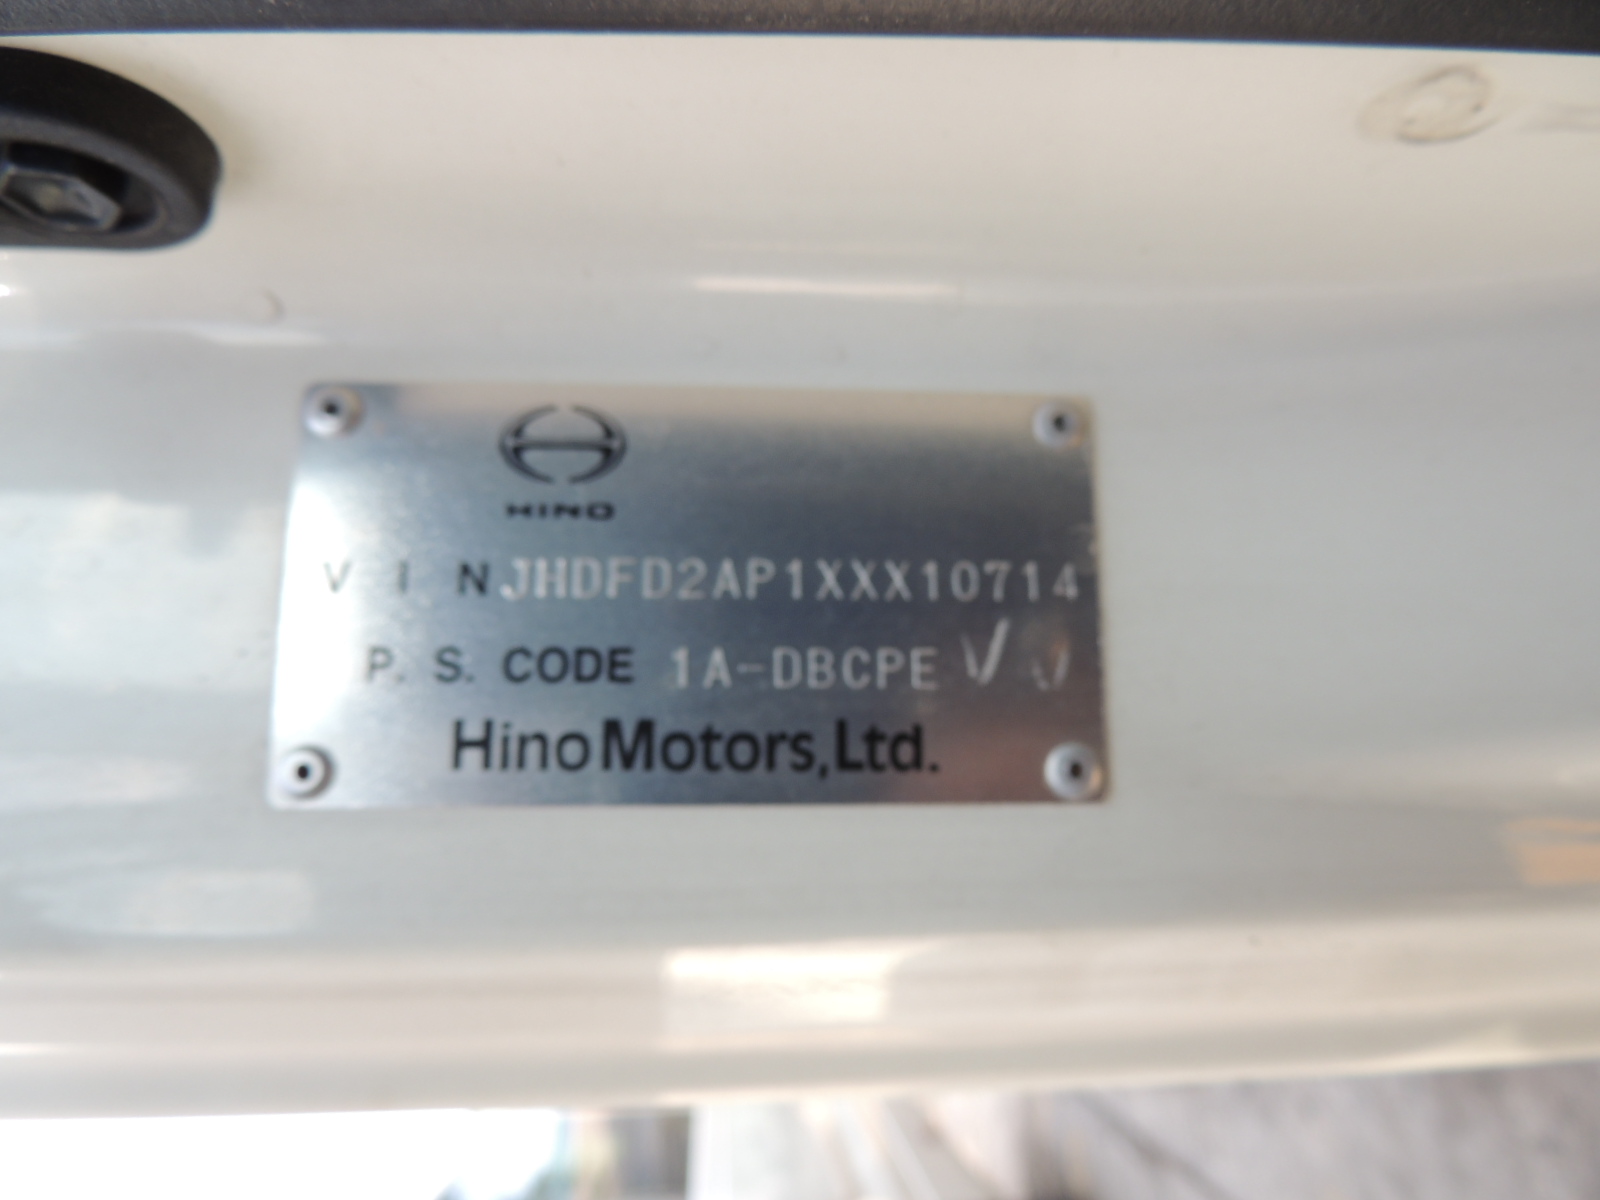 HINO
V I N JHDFD2AP1XXX10714
P. S. CODE 1A-DBCPE
Hino Motors,Ltd.